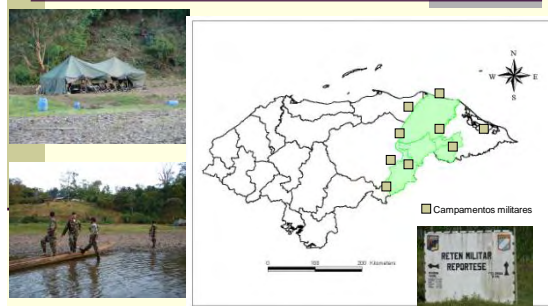 N
W E
S
Campamentos militares
0 100 200 Kilometers
RETEN MILITAR
REPORTESE